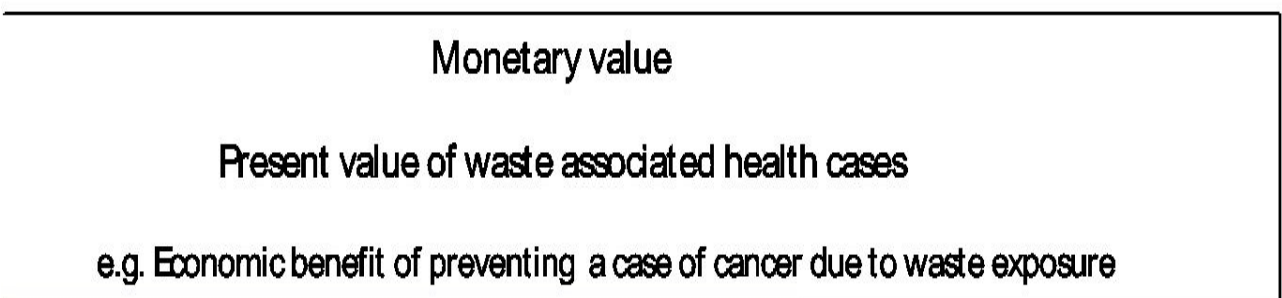 Monetary value
Present value of waste associated health cases
e.g. Economic benefit of preventing a case of cancer due to waste exposure